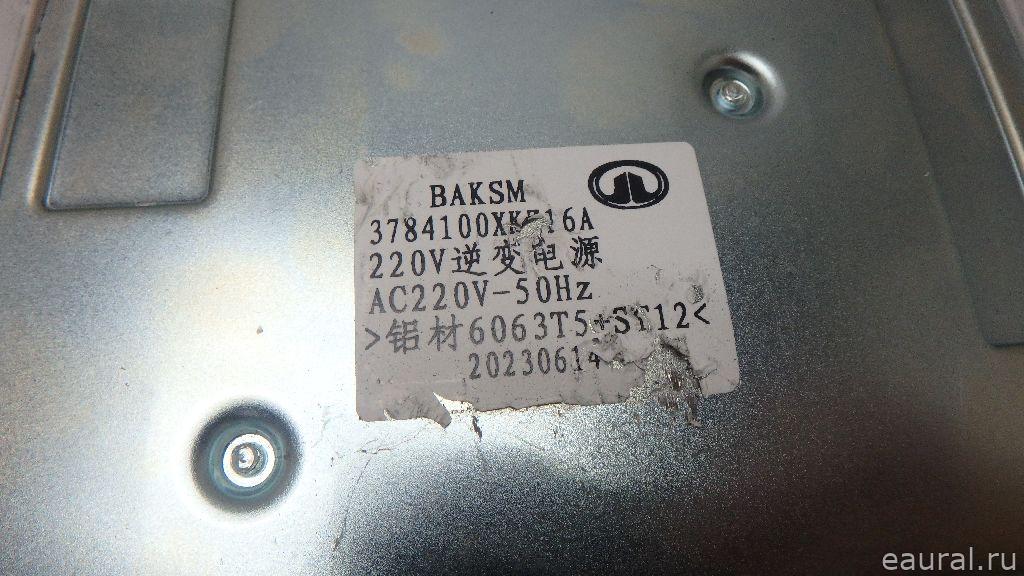 BAKSM
3784100XKF16A
220V逆变电源
AC220V-50Hz
>铝材6063T5+ST12<
20230614
eaural.ru